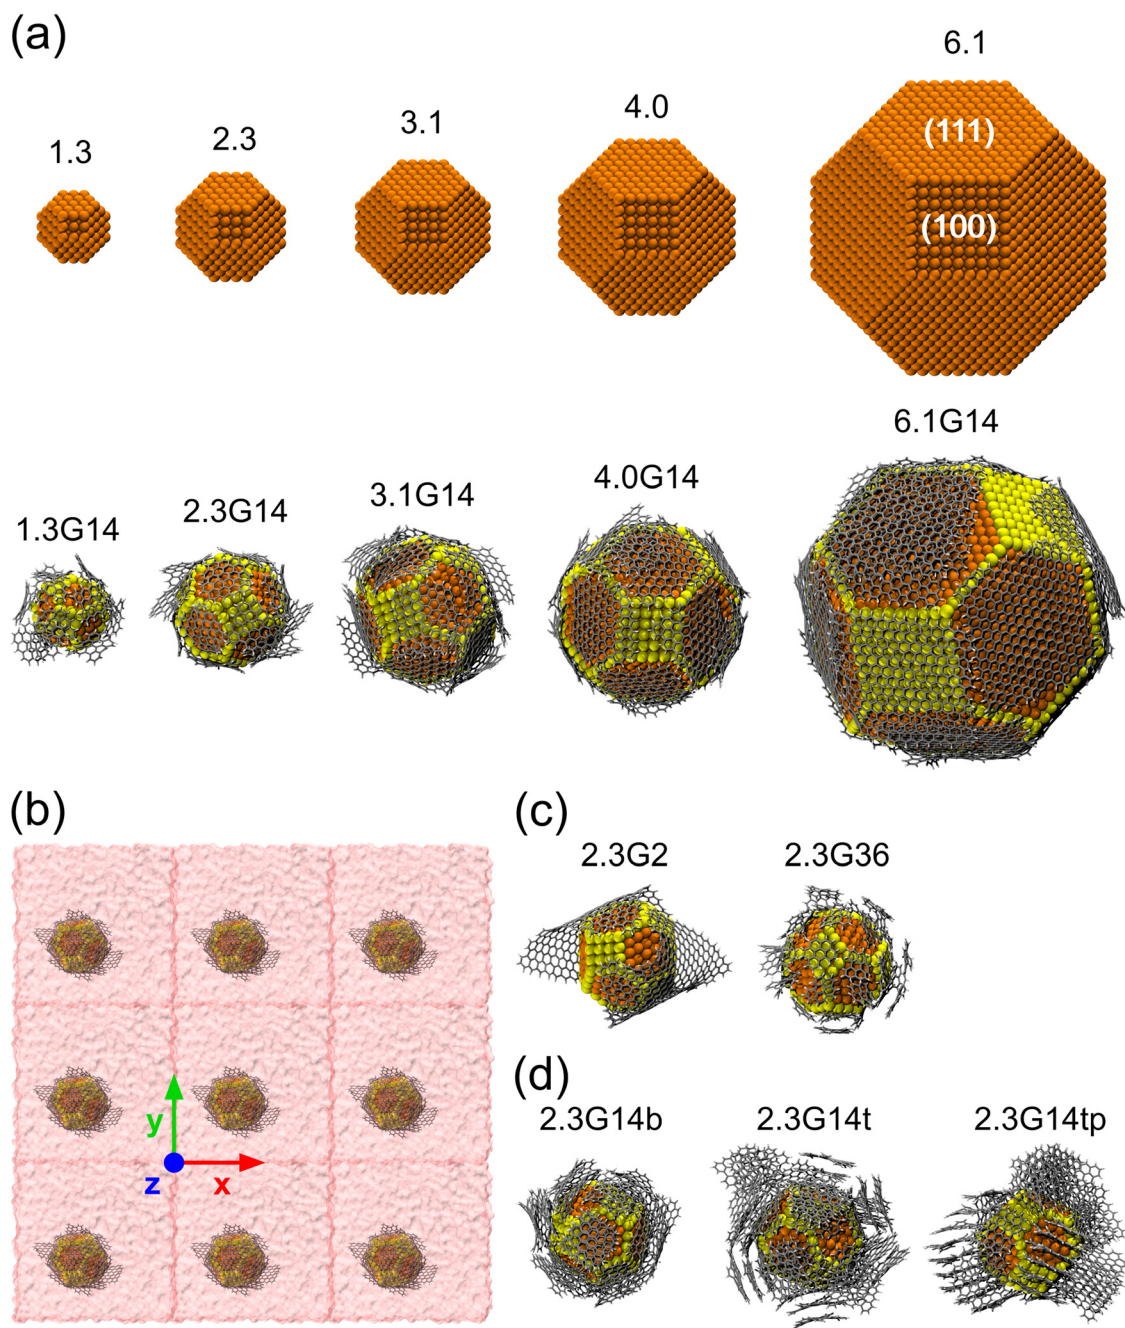 (a)
1.3
2.3
3.1
4.0
6.1
(111)
(100)
1.3G14
2.3G14
3.1G14
4.0G14
6.1G14
(b)
y
z
x
(c)
2.3G2
2.3G36
(d)
2.3G14b
2.3G14t
2.3G14tp